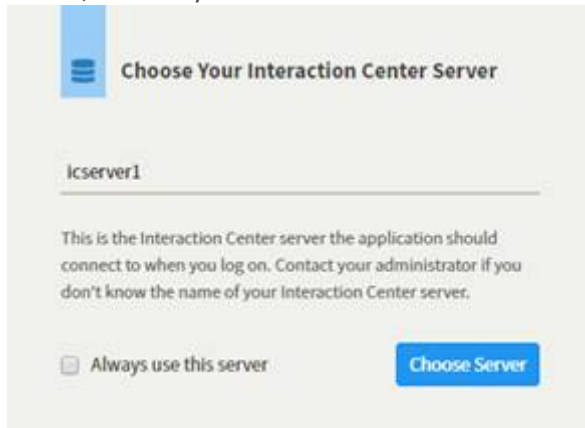 Choose Your Interaction Center Server
icserver1
This is the Interaction Center server the application should
connect to when you log on. Contact your administrator if you
don't know the name of your Interaction Center server.
Always use this server
Choose Server